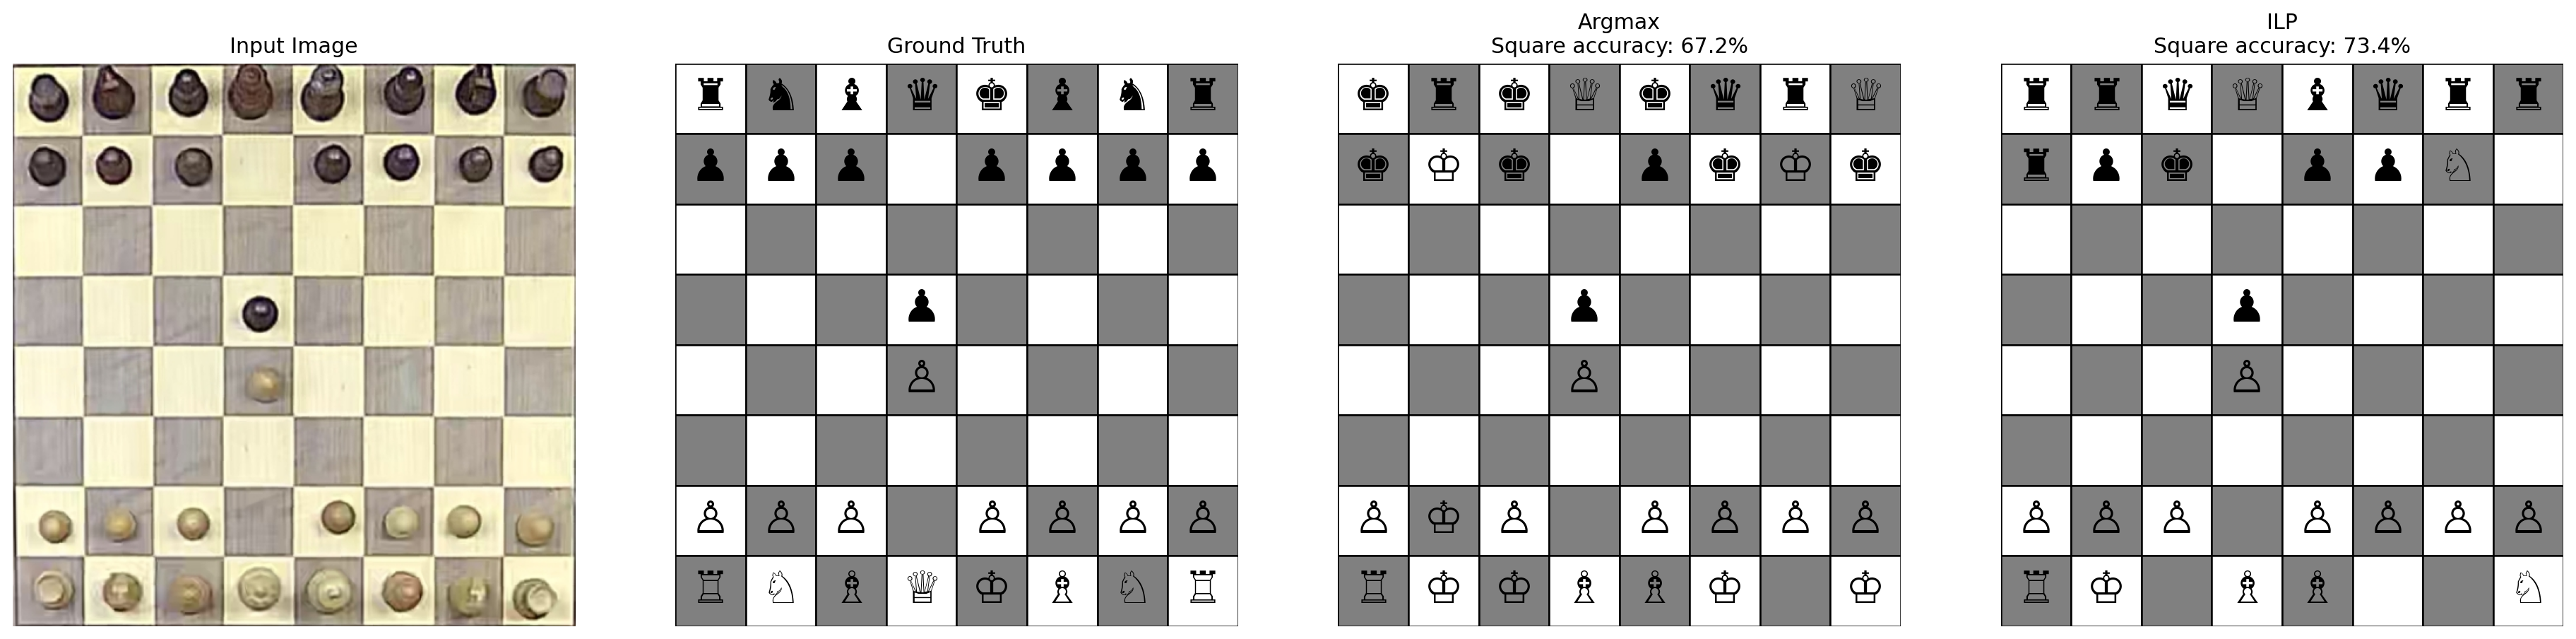 Input Image
Ground Truth
Argmax
Square accuracy: 67.2%
ILP
Square accuracy: 73.4%